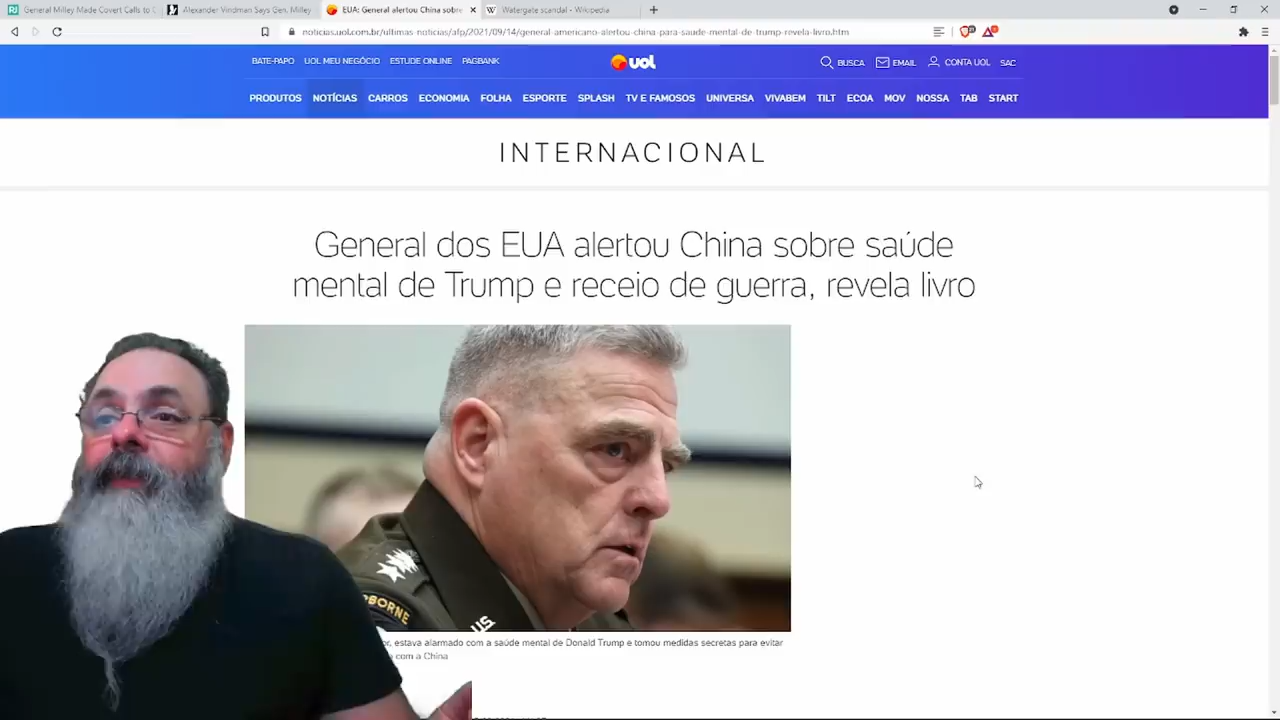 General Milley Made Covert Calls to C
Alexander Vindman Says Gen. Milley
EUA: General alertou China sobre
Watergate scandal - Wikipedia
noticias.uol.com.br/ultimas-noticias/afp/2021/09/14/general-americano-alertou-china-para-saude-mental-de-trump-revela-livro.htm
BATE-PAPO UOL MEU NEGÓCIO ESTUDE ONLINE PAGBANK
UOL
BUSCA EMAIL CONTA UOL SAC
PRODUTOS NOTÍCIAS CARROS ECONOMIA FOLHA ESPORTE SPLASH TV E FAMOSOS UNIVERSA VIVABEM TILT ECOA MOV NOSSA TAB START
INTERNACIONAL
General dos EUA alertou China sobre saúde
mental de Trump e receio de guerra, revela livro
BORNE
US
estava alarmado com a saúde mental de Donald Trump e tomou medidas secretas para evitar
com a China